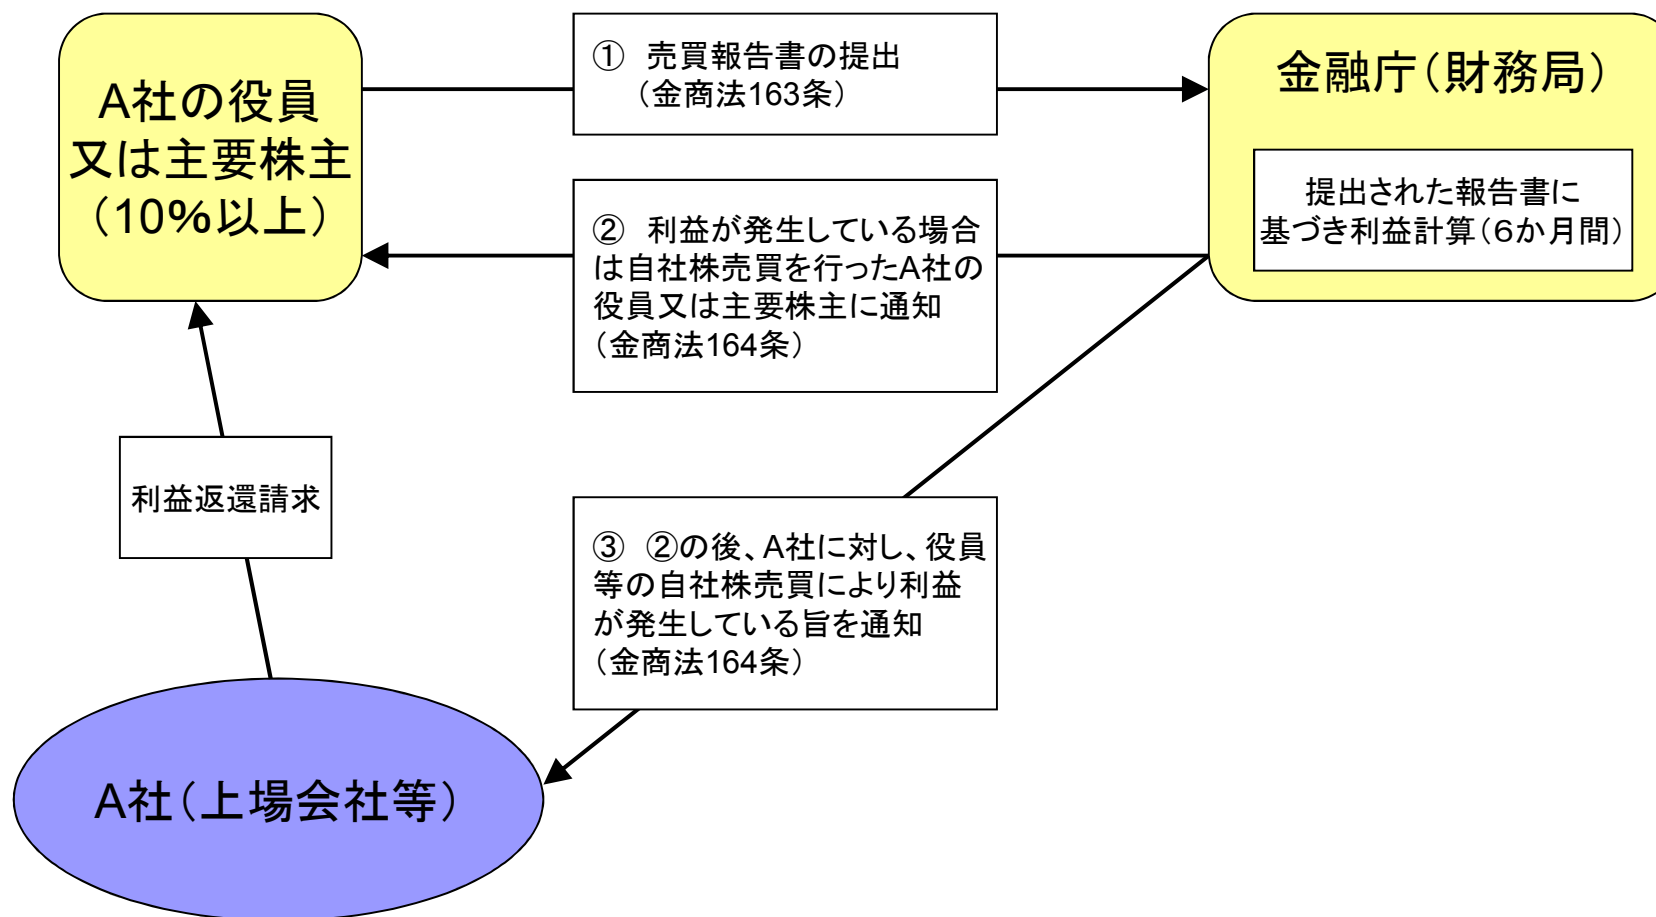 A社の役員
又は主要株主
（10%以上）
① 売買報告書の提出
（金商法163条）
金融庁（財務局）
提出された報告書に
基づき利益計算（６か月間）
② 利益が発生している場合
は自社株売買を行ったA社の
役員又は主要株主に通知
（金商法164条）
利益返還請求
③ ②の後、A社に対し、役員
等の自社株売買により利益
が発生している旨を通知
（金商法164条）
A社（上場会社等）